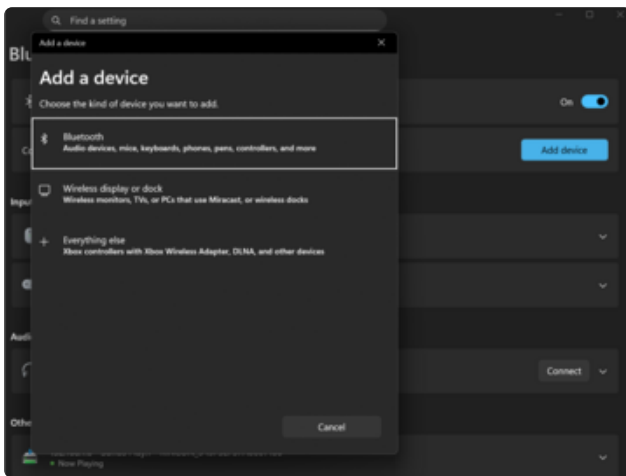 Find a setting
Add a device
Add a device
Choose the kind of device you want to add.
On
Bluetooth
Audio devices, mice, keyboards, phones, pens, controllers, and more
Add device
Wireless display or dock
Wireless monitors, TVs, or PCs that use Miracast, or wireless docks
Everything else
Xbox controllers with Xbox Wireless Adapter, DLNA, and other devices
Connect
Cancel
Now Playing